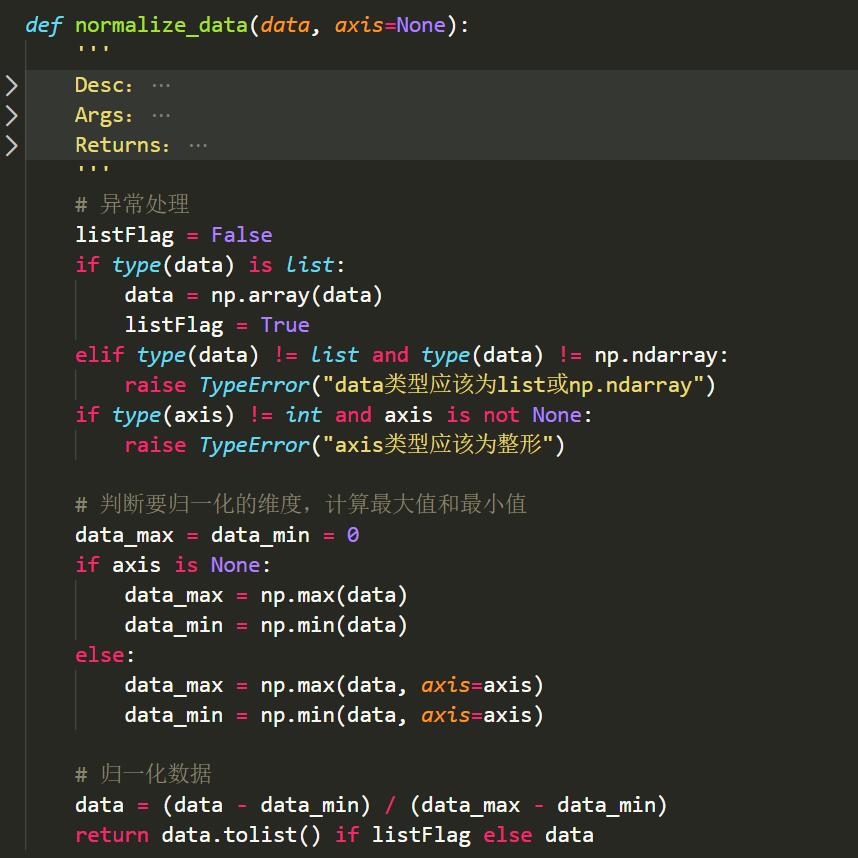 def normalize_data(data, axis=None):
'''
Desc： ···
Args： ···
Returns： ···
'''
# 异常处理
listFlag = False
if type(data) is list:
data = np.array(data)
listFlag = True
elif type(data) != list and type(data) != np.ndarray:
raise TypeError("data类型应该为list或np.ndarray")
if type(axis) != int and axis is not None:
raise TypeError("axis类型应该为整形")
# 判断要归一化的维度，计算最大值和最小值
data_max = data_min = 0
if axis is None:
data_max = np.max(data)
data_min = np.min(data)
else:
data_max = np.max(data, axis=axis)
data_min = np.min(data, axis=axis)
# 归一化数据
data = (data - data_min) / (data_max - data_min)
return data.tolist() if listFlag else data